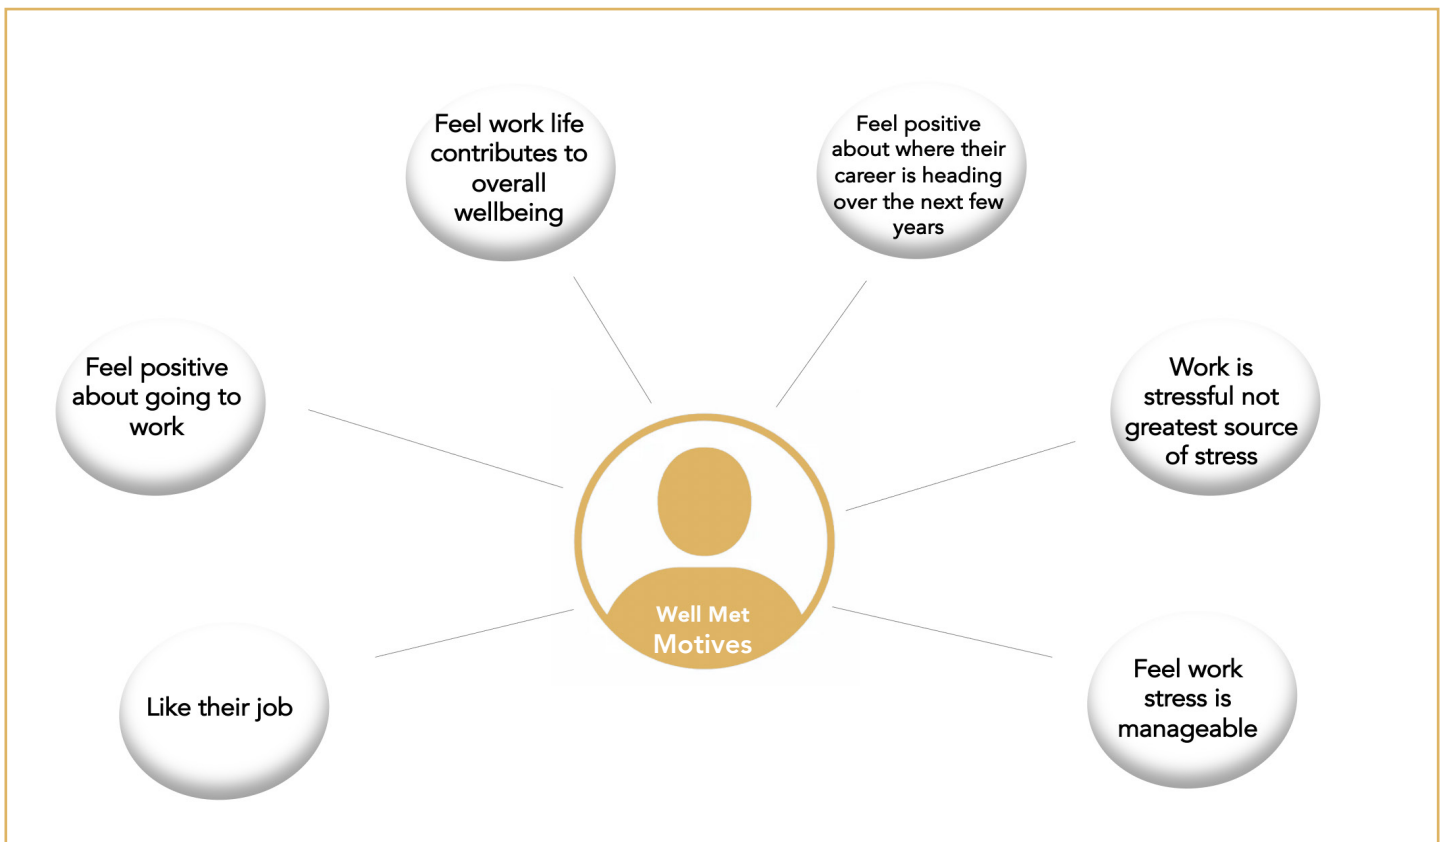 Feel work life
contributes to
overall
wellbeing
Feel positive
about where their
career is heading
over the next few
years
Feel positive
about going to
work
Work is
stressful not
greatest source
of stress
Well Met
Motives
Like their job
Feel work
stress is
manageable